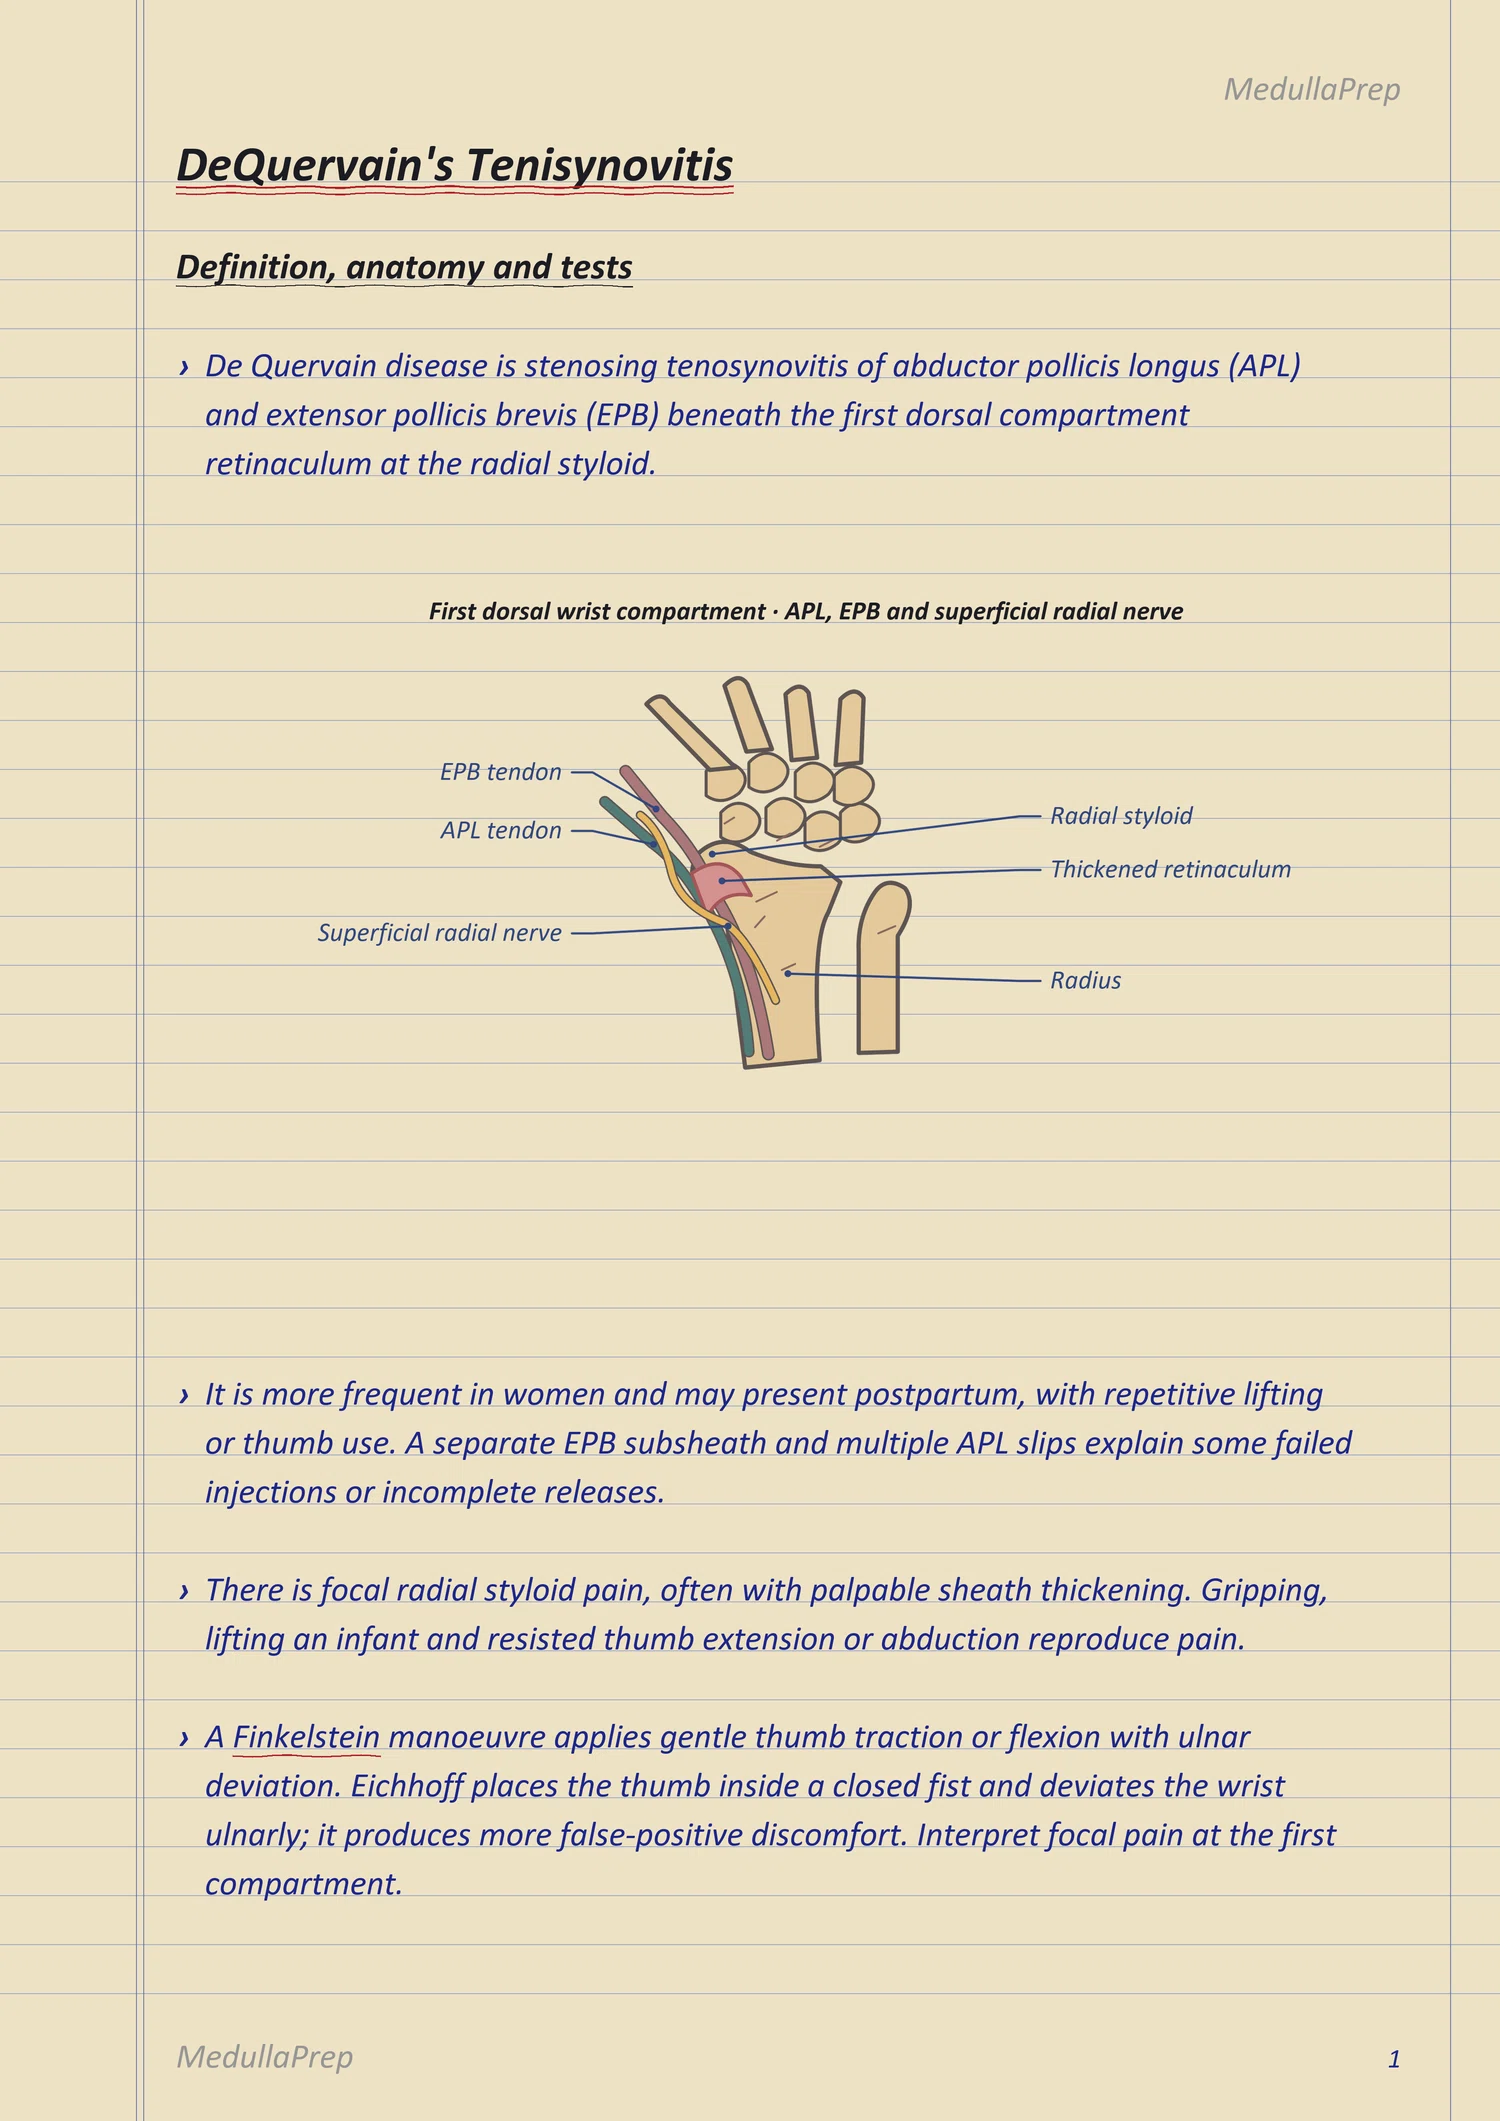 MedullaPrep
DeQuervain's Tenisynovitis
Definition, anatomy and tests
› De Quervain disease is stenosing tenosynovitis of abductor pollicis longus (APL)
and extensor pollicis brevis (EPB) beneath the first dorsal compartment
retinaculum at the radial styloid.
First dorsal wrist compartment · APL, EPB and superficial radial nerve
EPB tendon
APL tendon
Superficial radial nerve
Radial styloid
Thickened retinaculum
Radius
› It is more frequent in women and may present postpartum, with repetitive lifting
or thumb use. A separate EPB subsheath and multiple APL slips explain some failed
injections or incomplete releases.
› There is focal radial styloid pain, often with palpable sheath thickening. Gripping,
lifting an infant and resisted thumb extension or abduction reproduce pain.
› A Finkelstein manoeuvre applies gentle thumb traction or flexion with ulnar
deviation. Eichhoff places the thumb inside a closed fist and deviates the wrist
ulnarly; it produces more false-positive discomfort. Interpret focal pain at the first
compartment.
MedullaPrep
1